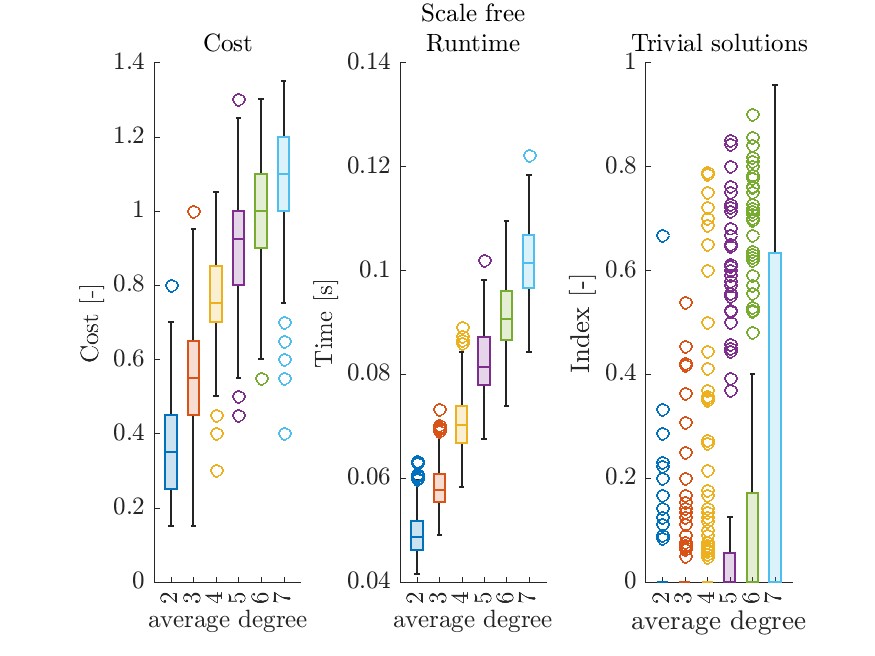 Scale free
Cost
Runtime
Trivial solutions
1.4
1.2
1
0.8
0.6
0.4
0.2
0
Cost [-]
2 3 4 5 6 7
average degree
0.14
0.12
0.1
0.08
0.06
0.04
Time [s]
2 3 4 5 6 7
average degree
1
0.8
0.6
0.4
0.2
0
Index [-]
2 3 4 5 6 7
average degree